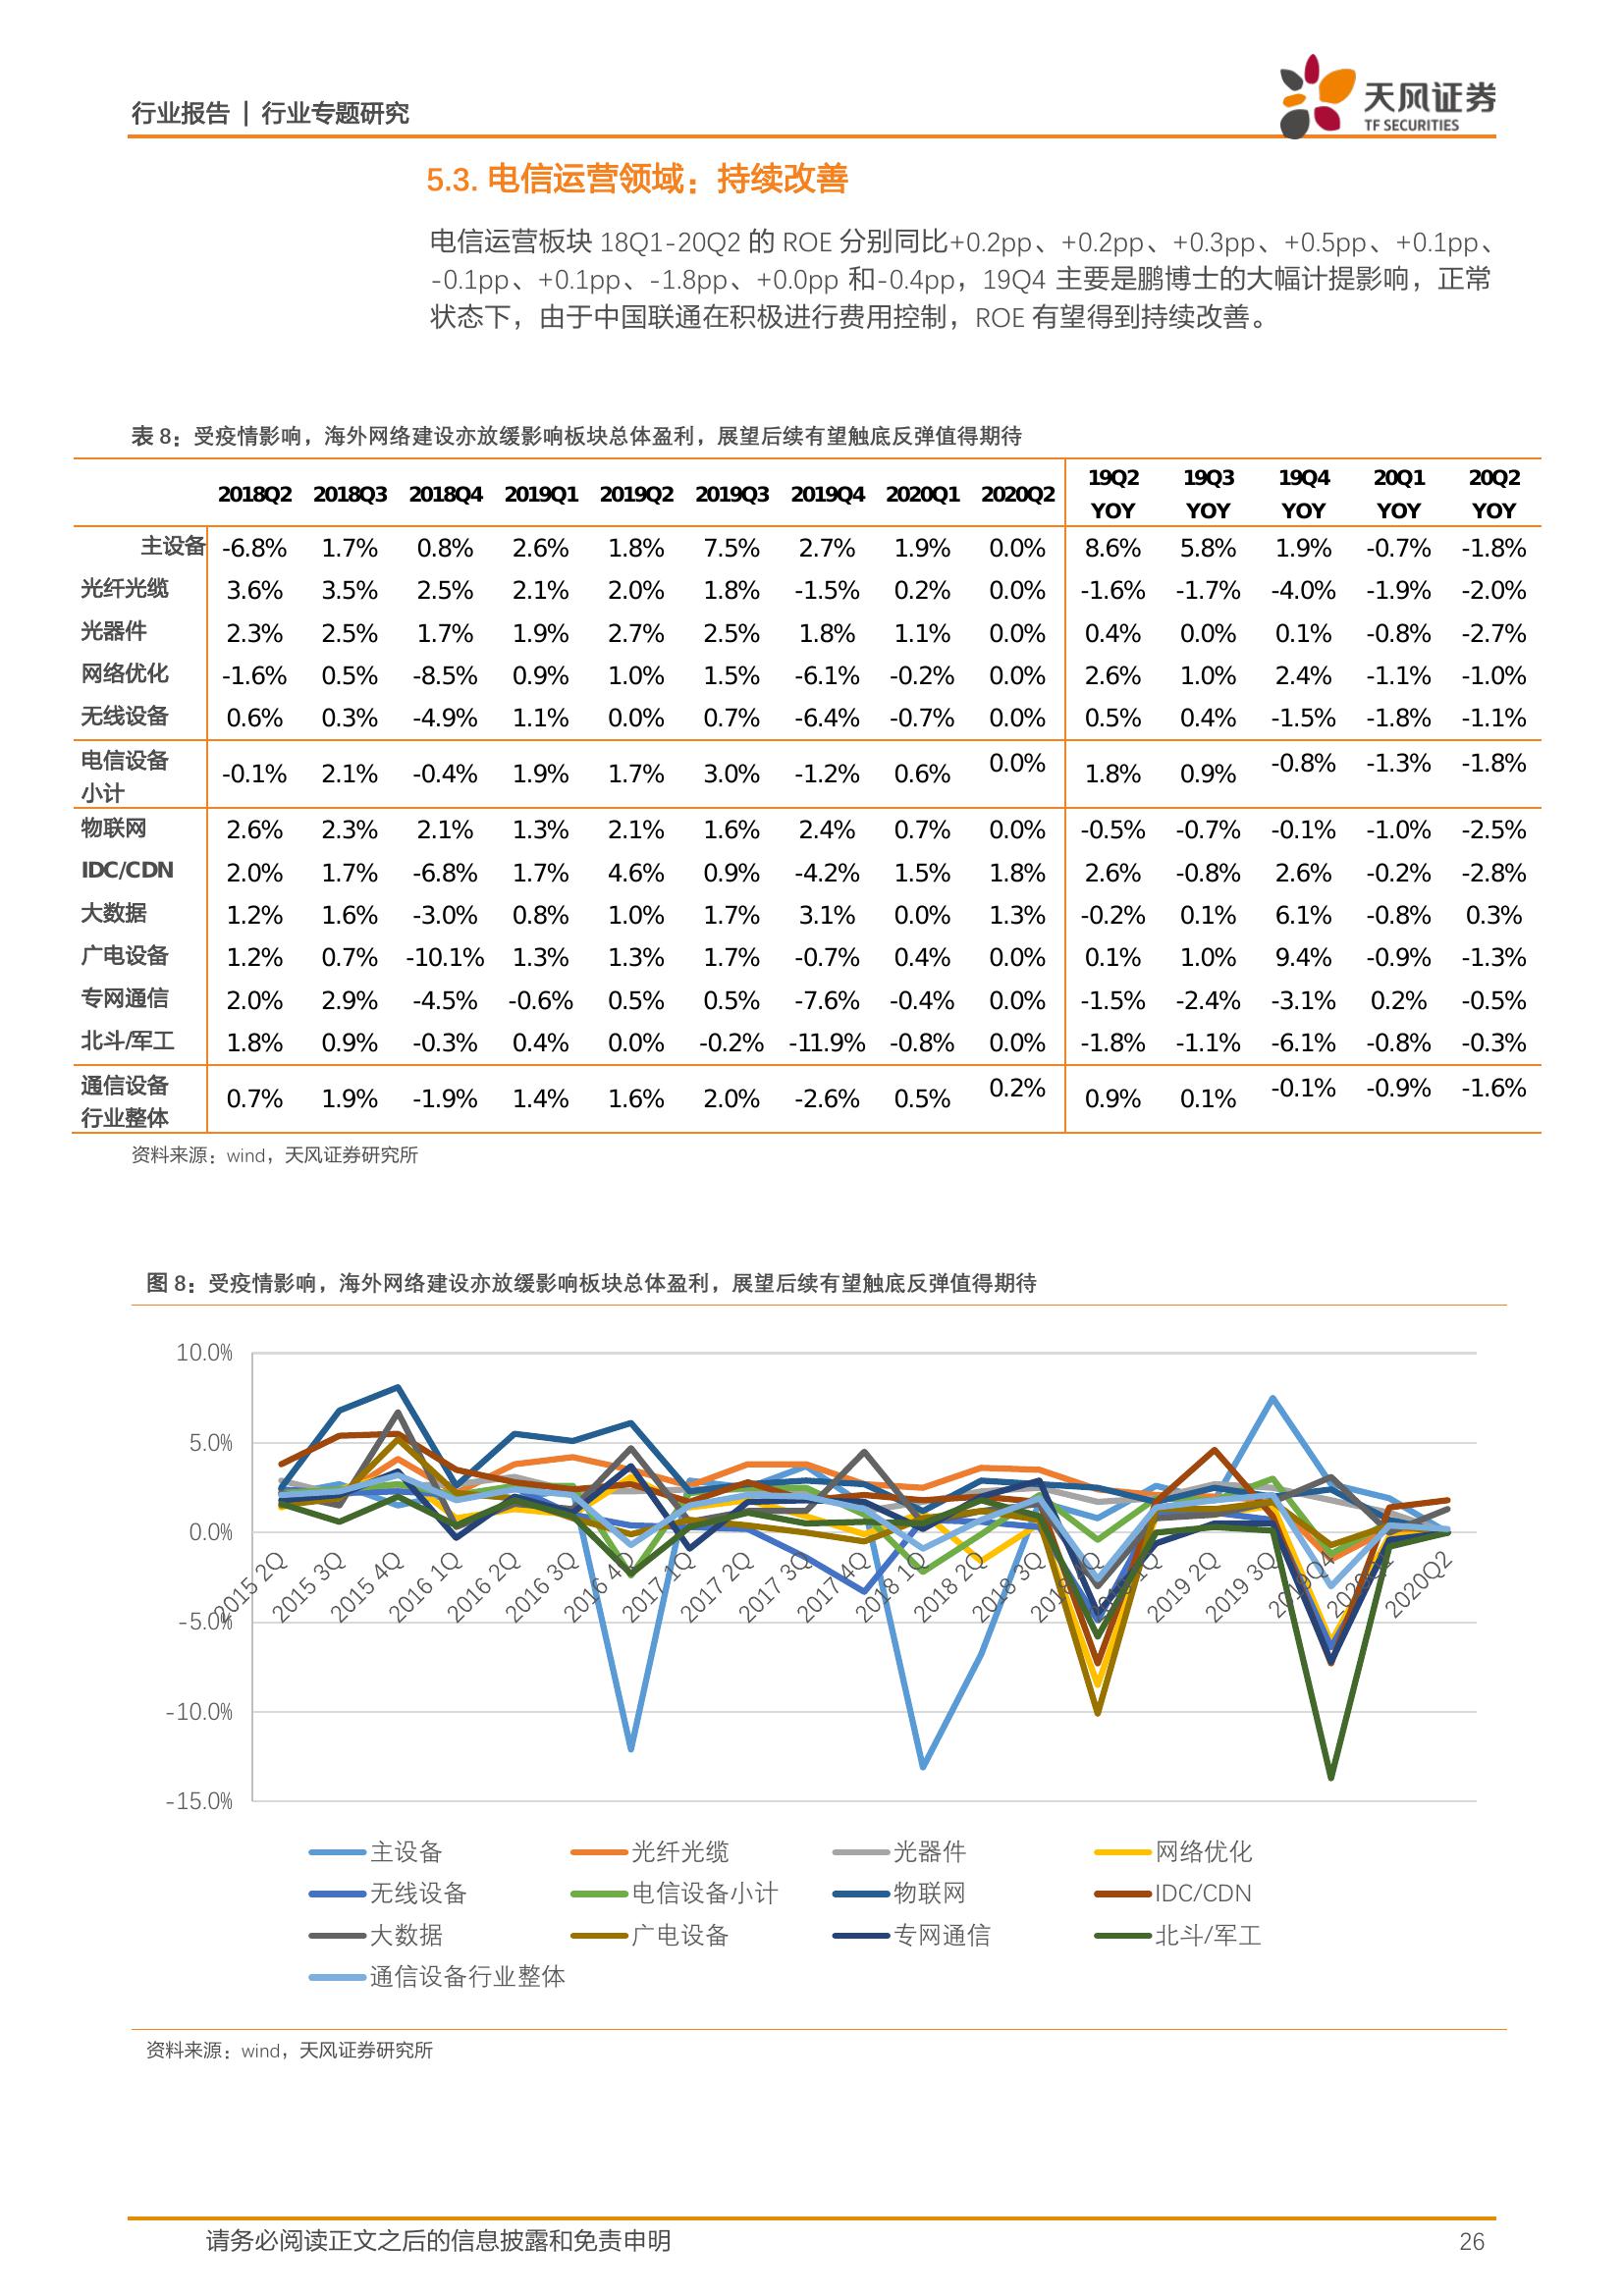 行业报告 | 行业专题研究
天风证券
TF SECURITIES
5.3. 电信运营领域：持续改善
电信运营板块 18Q1-20Q2 的 ROE 分别同比+0.2pp、+0.2pp、+0.3pp、+0.5pp、+0.1pp、
-0.1pp、+0.1pp、-1.8pp、+0.0pp 和-0.4pp，19Q4 主要是鹏博士的大幅计提影响，正常
状态下，由于中国联通在积极进行费用控制，ROE 有望得到持续改善。
表 8：受疫情影响，海外网络建设亦放缓影响板块总体盈利，展望后续有望触底反弹值得期待
2018Q2 2018Q3 2018Q4 2019Q1 2019Q2 2019Q3 2019Q4 2020Q1 2020Q2 19Q2 YOY 19Q3 YOY 19Q4 YOY 20Q1 YOY 20Q2 YOY
主设备 -6.8% 1.7% 0.8% 2.6% 1.8% 7.5% 2.7% 1.9% 0.0% 8.6% 5.8% 1.9% -0.7% -1.8%
光纤光缆 3.6% 3.5% 2.5% 2.1% 2.0% 1.8% -1.5% 0.2% 0.0% -1.6% -1.7% -4.0% -1.9% -2.0%
光器件 2.3% 2.5% 1.7% 1.9% 2.7% 2.5% 1.8% 1.1% 0.0% 0.4% 0.0% 0.1% -0.8% -2.7%
网络优化 -1.6% 0.5% -8.5% 0.9% 1.0% 1.5% -6.1% -0.2% 0.0% 2.6% 1.0% 2.4% -1.1% -1.0%
无线设备 0.6% 0.3% -4.9% 1.1% 0.0% 0.7% -6.4% -0.7% 0.0% 0.5% 0.4% -1.5% -1.8% -1.1%
电信设备小计 -0.1% 2.1% -0.4% 1.9% 1.7% 3.0% -1.2% 0.6% 0.0% 1.8% 0.9% -0.8% -1.3% -1.8%
物联网 2.6% 2.3% 2.1% 1.3% 2.1% 1.6% 2.4% 0.7% 0.0% -0.5% -0.7% -0.1% -1.0% -2.5%
IDC/CDN 2.0% 1.7% -6.8% 1.7% 4.6% 0.9% -4.2% 1.5% 1.8% 2.6% -0.8% 2.6% -0.2% -2.8%
大数据 1.2% 1.6% -3.0% 0.8% 1.0% 1.7% 3.1% 0.0% 1.3% -0.2% 0.1% 6.1% -0.8% 0.3%
广电设备 1.2% 0.7% -10.1% 1.3% 1.3% 1.7% -0.7% 0.4% 0.0% 0.1% 1.0% 9.4% -0.9% -1.3%
专网通信 2.0% 2.9% -4.5% -0.6% 0.5% 0.5% -7.6% -0.4% 0.0% -1.5% -2.4% -3.1% 0.2% -0.5%
北斗/军工 1.8% 0.9% -0.3% 0.4% 0.0% -0.2% -11.9% -0.8% 0.0% -1.8% -1.1% -6.1% -0.8% -0.3%
通信设备行业整体 0.7% 1.9% -1.9% 1.4% 1.6% 2.0% -2.6% 0.5% 0.2% 0.9% 0.1% -0.1% -0.9% -1.6%
资料来源：wind，天风证券研究所
图 8：受疫情影响，海外网络建设亦放缓影响板块总体盈利，展望后续有望触底反弹值得期待
10.0%
5.0%
0.0%
-5.0%
-10.0%
-15.0%
2015 2Q 2015 3Q 2015 4Q 2016 1Q 2016 2Q 2016 3Q 2016 4Q 2017 1Q 2017 2Q 2017 3Q 2017 4Q 2018 1Q 2018 2Q 2018 3Q 2019 2Q 2019 3Q 2019Q4 2020Q2
主设备 光纤光缆 光器件 网络优化
无线设备 电信设备小计 物联网 IDC/CDN
大数据 广电设备 专网通信 北斗/军工
通信设备行业整体
资料来源：wind，天风证券研究所
请务必阅读正文之后的信息披露和免责申明 26